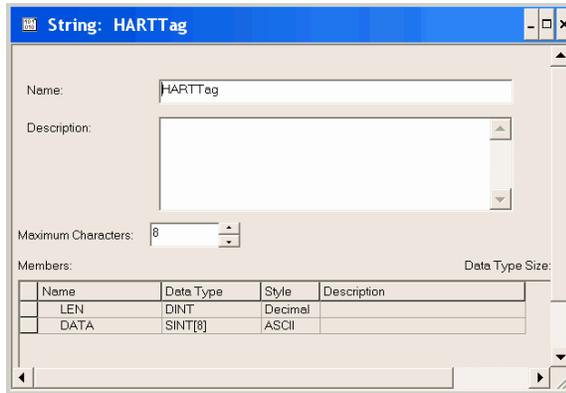 String: HARTTag
Name: HARTTag
Description:
Maximum Characters: 8
Members: Data Type Size:
Name Data Type Style Description
LEN DINT Decimal
DATA SINT[8] ASCII